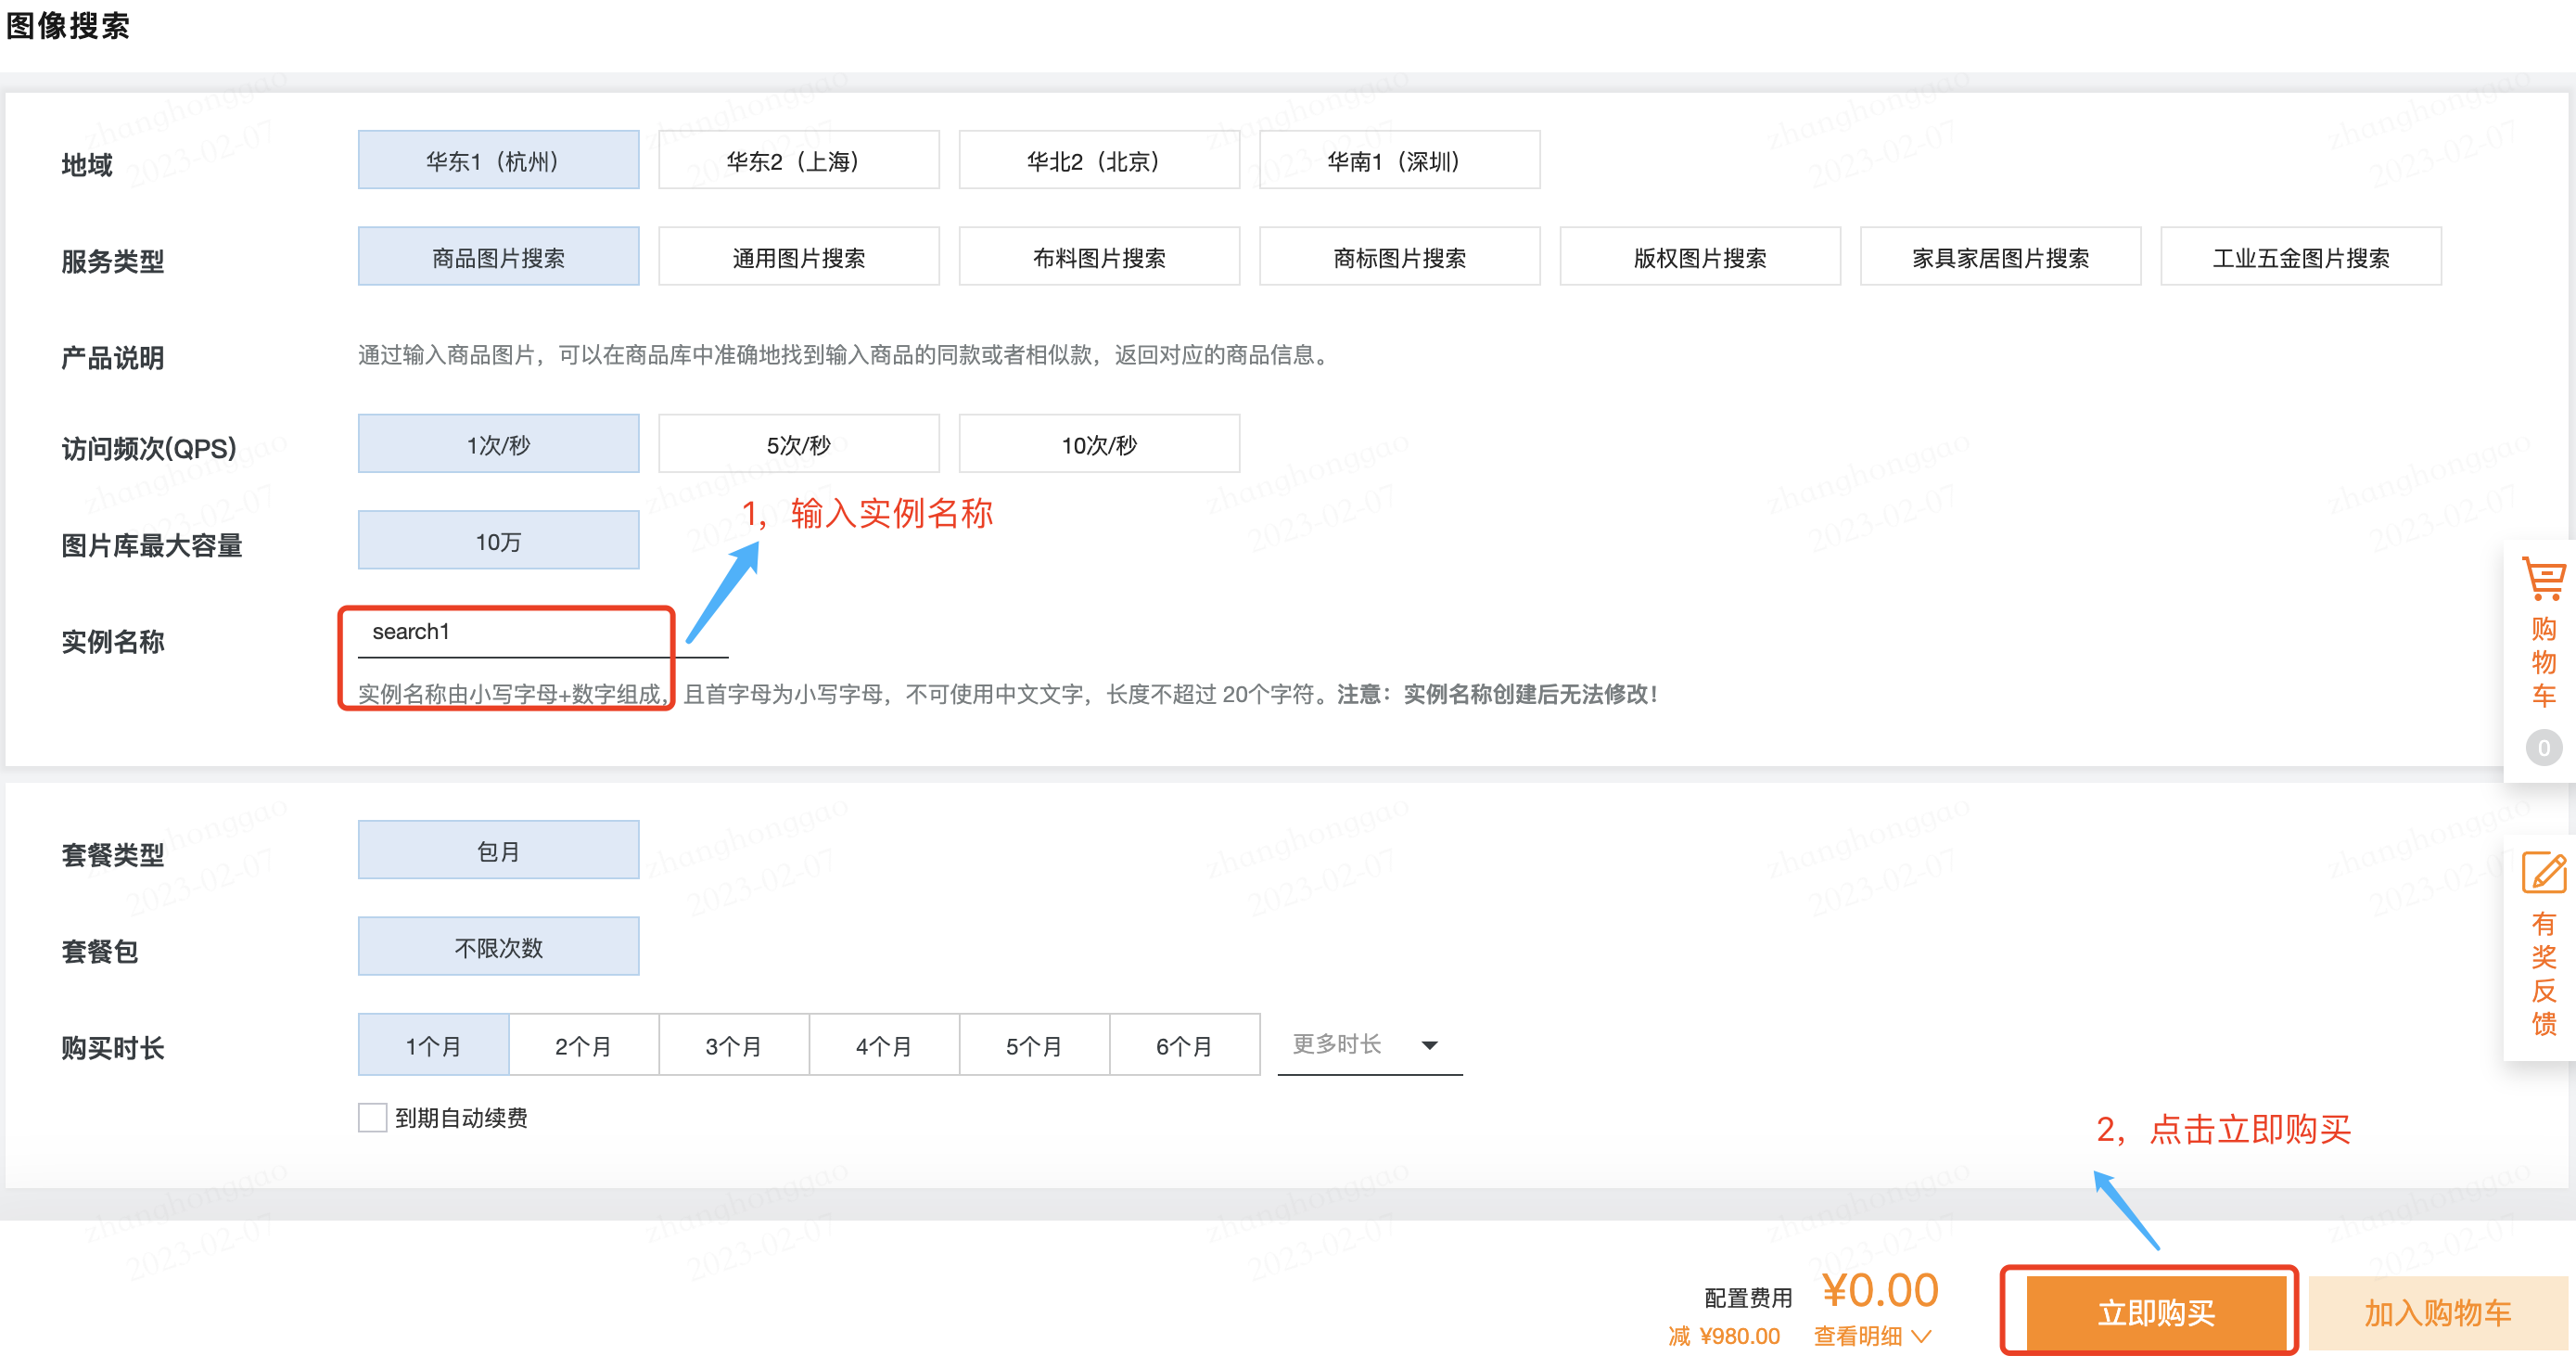 图像搜索
地域 华东1（杭州） 华东2（上海） 华北2（北京） 华南1（深圳）
服务类型 商品图片搜索 通用图片搜索 布料图片搜索 商标图片搜索 版权图片搜索 家具家居图片搜索 工业五金图片搜索
产品说明 通过输入商品图片，可以在商品库中准确地找到输入商品的同款或者相似款，返回对应的商品信息。
访问频次(QPS) 1次/秒 5次/秒 10次/秒
1，输入实例名称
图片库最大容量 10万
实例名称 search1
实例名称由小写字母+数字组成，且首字母为小写字母，不可使用中文文字，长度不超过 20个字符。注意：实例名称创建后无法修改！
购物车
0
套餐类型 包月
套餐包 不限次数
有奖反馈
购买时长 1个月 2个月 3个月 4个月 5个月 6个月 更多时长
到期自动续费
2，点击立即购买
配置费用 ¥0.00
减 ¥980.00 查看明细
立即购买 加入购物车
zhanghonggao
2023-02-07